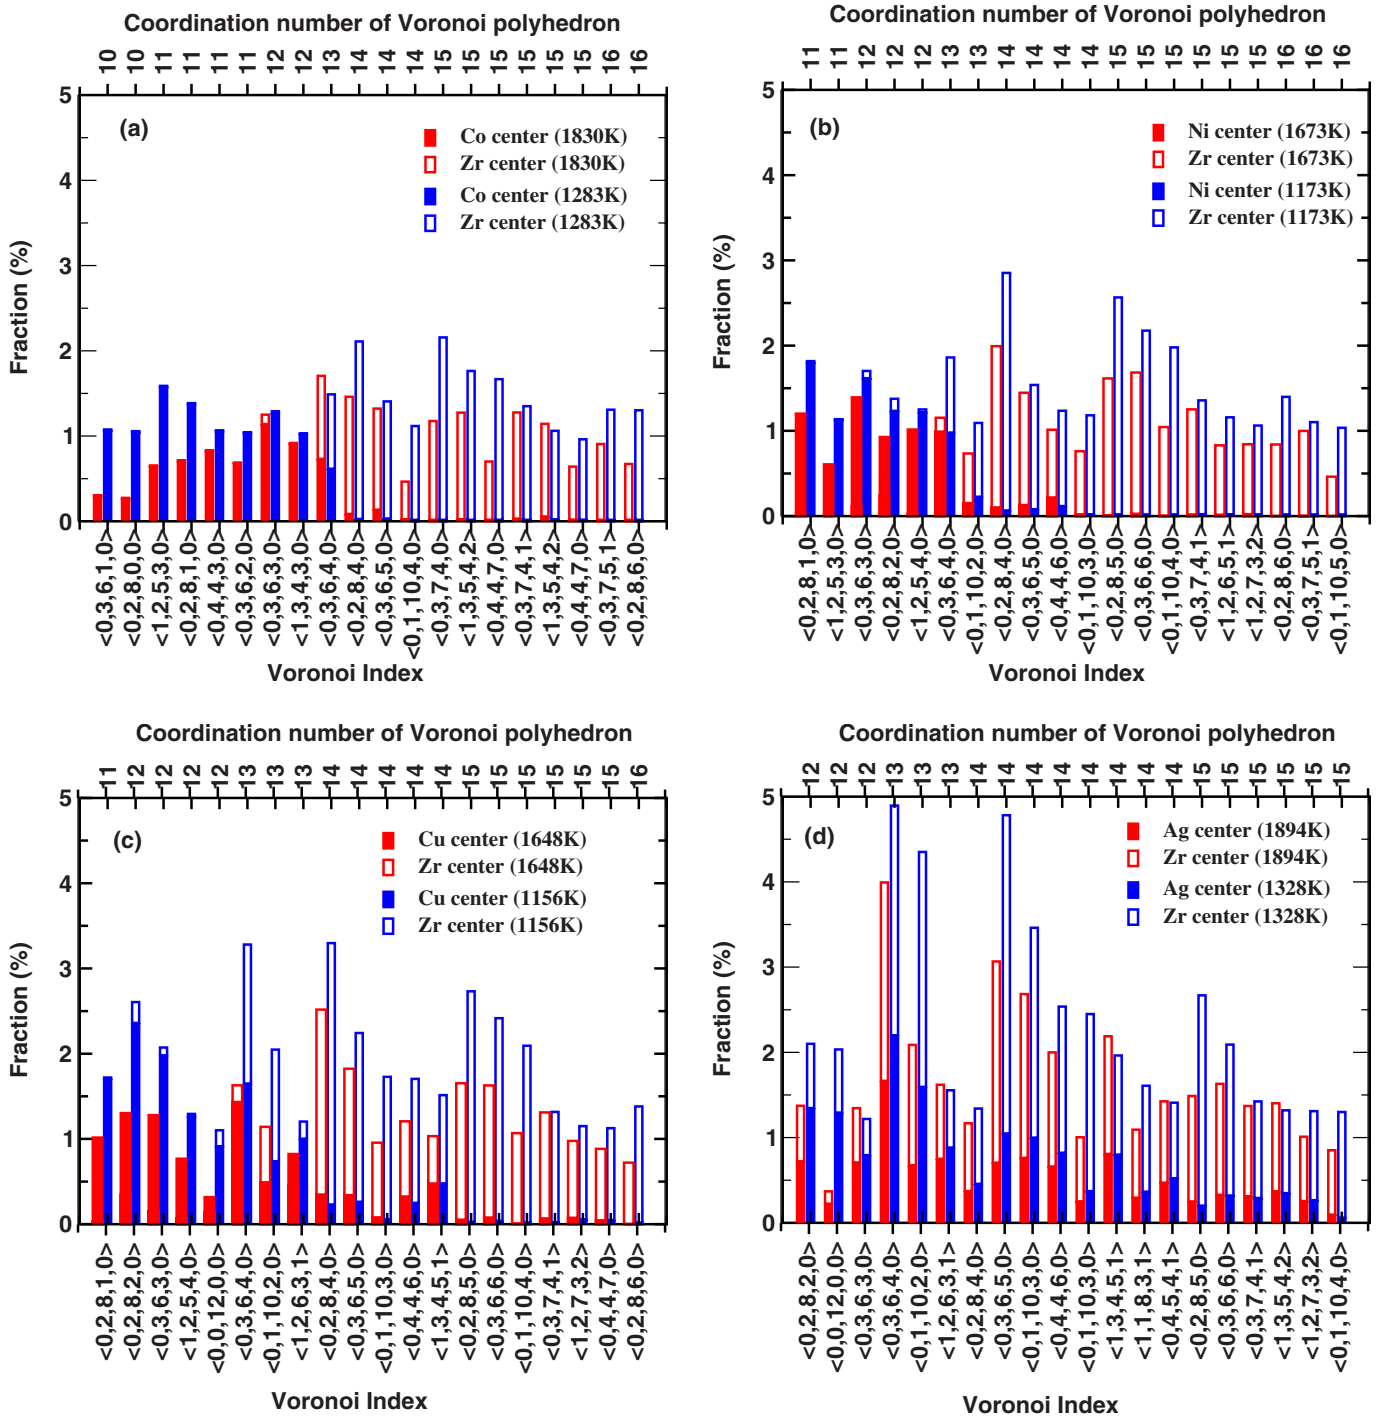 Coordination number of Voronoi polyhedron
10 10 11 11 11 11 12 12 13 14 14 14 15 15 15 15 15 15 16 16
5
4
3
2
1
0
Fraction (%)
(a)
Co center (1830K)
Zr center (1830K)
Co center (1283K)
Zr center (1283K)
<0,3,6,1,0>
<0,2,8,0,0>
<1,2,5,3,0>
<0,2,8,1,0>
<0,4,4,3,0>
<0,3,6,2,0>
<0,3,6,3,0>
<1,3,4,3,0>
<0,3,6,4,0>
<0,2,8,4,0>
<0,3,6,5,0>
<0,1,10,4,0>
<0,3,7,4,0>
<1,3,5,4,2>
<0,4,4,7,0>
<0,3,7,4,1>
<1,3,5,4,2>
<0,4,4,7,0>
<0,3,7,5,1>
<0,2,8,6,0>
Voronoi Index
Coordination number of Voronoi polyhedron
11 11 12 12 12 13 13 14 14 14 14 15 15 15 15 15 15 16 16 16
5
4
3
2
1
0
Fraction (%)
(b)
Ni center (1673K)
Zr center (1673K)
Ni center (1173K)
Zr center (1173K)
<0,2,8,1,0>
<1,2,5,3,0>
<0,3,6,3,0>
<0,2,8,2,0>
<1,2,5,4,0>
<0,3,6,4,0>
<0,1,10,2,0>
<0,2,8,4,0>
<0,3,6,5,0>
<0,4,4,6,0>
<0,1,10,3,0>
<0,2,8,5,0>
<0,3,6,6,0>
<0,1,10,4,0>
<0,3,7,4,1>
<1,2,6,5,1>
<1,2,7,3,2>
<0,2,8,6,0>
<0,3,7,5,1>
<0,1,10,5,0>
Voronoi Index
Coordination number of Voronoi polyhedron
11 12 12 12 12 13 13 13 14 14 14 14 14 15 15 15 15 15 15 16
5
4
3
2
1
0
Fraction (%)
(c)
Cu center (1648K)
Zr center (1648K)
Cu center (1156K)
Zr center (1156K)
<0,2,8,1,0>
<0,2,8,2,0>
<0,3,6,3,0>
<1,2,5,4,0>
<0,0,12,0,0>
<0,3,6,4,0>
<0,1,10,2,0>
<1,2,6,3,1>
<0,2,8,4,0>
<0,3,6,5,0>
<0,1,10,3,0>
<0,4,4,6,0>
<1,3,4,5,1>
<0,2,8,5,0>
<0,3,6,6,0>
<0,1,10,4,0>
<0,3,7,4,1>
<1,2,7,3,2>
<0,4,4,7,0>
<0,2,8,6,0>
Voronoi Index
Coordination number of Voronoi polyhedron
12 12 12 13 13 13 14 14 14 14 14 14 14 14 15 15 15 15 15 15
5
4
3
2
1
0
Fraction (%)
(d)
Ag center (1894K)
Zr center (1894K)
Ag center (1328K)
Zr center (1328K)
<0,2,8,2,0>
<0,0,12,0,0>
<0,3,6,3,0>
<0,3,6,4,0>
<0,1,10,2,0>
<1,2,6,3,1>
<0,2,8,4,0>
<0,3,6,5,0>
<0,1,10,3,0>
<0,4,4,6,0>
<0,1,10,3,0>
<1,3,4,5,1>
<1,1,8,3,1>
<0,4,5,4,1>
<0,2,8,5,0>
<0,3,6,6,0>
<0,3,7,4,1>
<1,3,5,4,2>
<1,2,7,3,2>
<0,1,10,4,0>
Voronoi Index